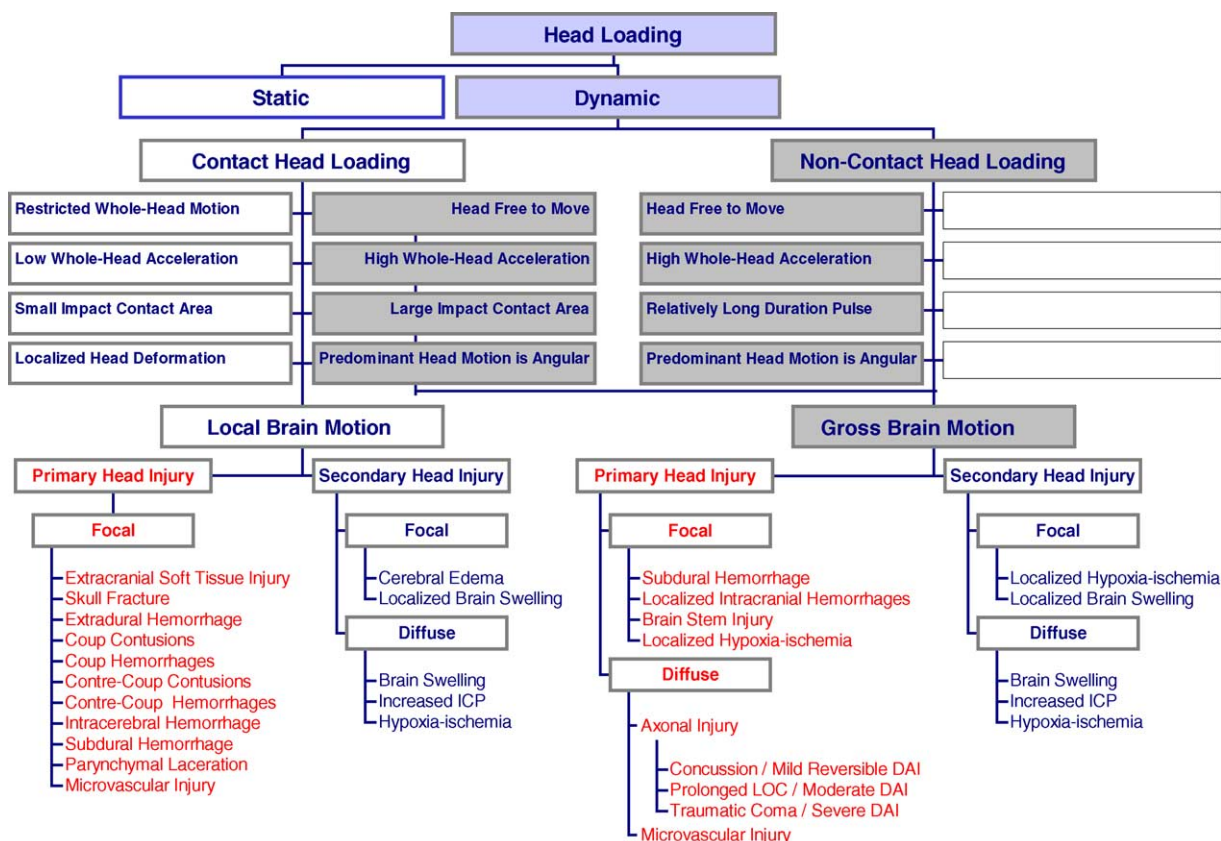 Head Loading
Static
Dynamic
Contact Head Loading
Non-Contact Head Loading
Restricted Whole-Head Motion
Head Free to Move
Head Free to Move
Low Whole-Head Acceleration
High Whole-Head Acceleration
High Whole-Head Acceleration
Small Impact Contact Area
Large Impact Contact Area
Relatively Long Duration Pulse
Localized Head Deformation
Predominant Head Motion is Angular
Predominant Head Motion is Angular
Local Brain Motion
Gross Brain Motion
Primary Head Injury
Focal
Extracranial Soft Tissue Injury
Skull Fracture
Extradural Hemorrhage
Coup Contusions
Coup Hemorrhages
Contre-Coup Contusions
Contre-Coup Hemorrhages
Intracerebral Hemorrhage
Subdural Hemorrhage
Parynchymal Laceration
Microvascular Injury
Secondary Head Injury
Focal
Cerebral Edema
Localized Brain Swelling
Diffuse
Brain Swelling
Increased ICP
Hypoxia-ischemia
Primary Head Injury
Focal
Subdural Hemorrhage
Localized Intracranial Hemorrhages
Brain Stem Injury
Localized Hypoxia-ischemia
Diffuse
Axonal Injury
Concussion / Mild Reversible DAI
Prolonged LOC / Moderate DAI
Traumatic Coma / Severe DAI
Microvascular Injury
Secondary Head Injury
Focal
Localized Hypoxia-ischemia
Localized Brain Swelling
Diffuse
Brain Swelling
Increased ICP
Hypoxia-ischemia